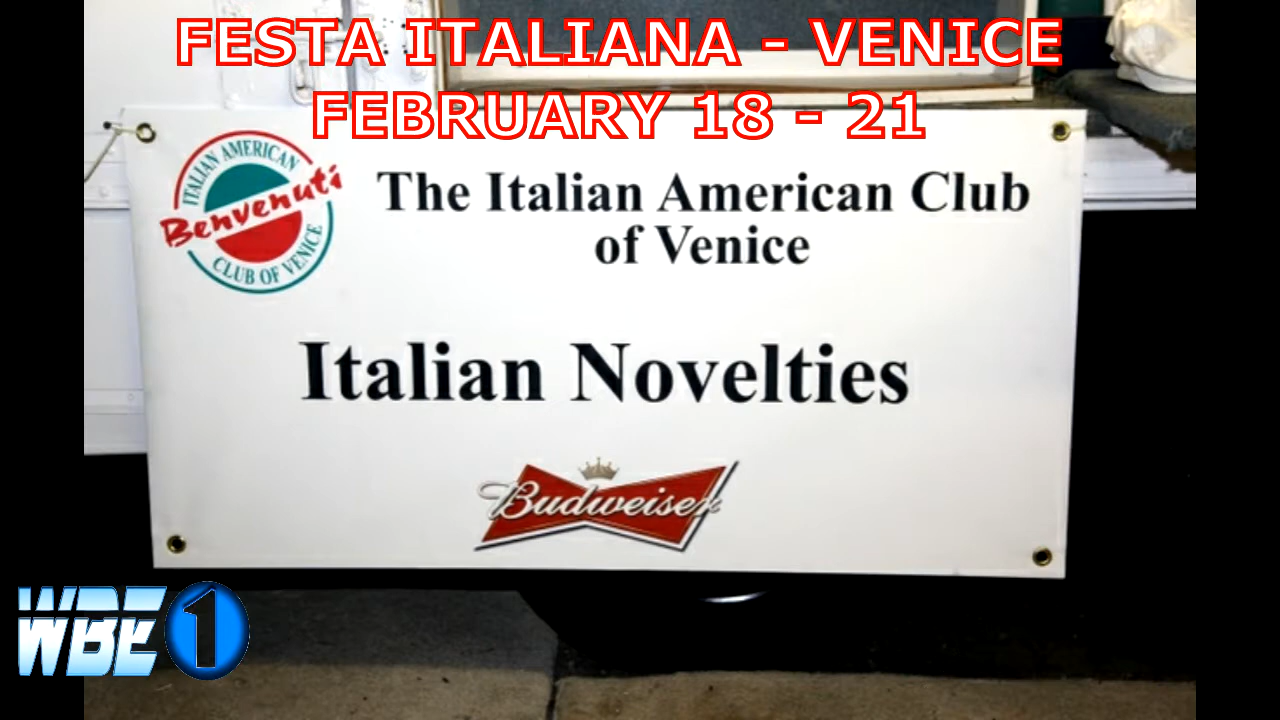 FESTA ITALIANA - VENICE
FEBRUARY 18 - 21
ITALIAN AMERICAN
Benvenuti
CLUB OF VENICE
The Italian American Club
of Venice
Italian Novelties
Budweiser
WBE 1